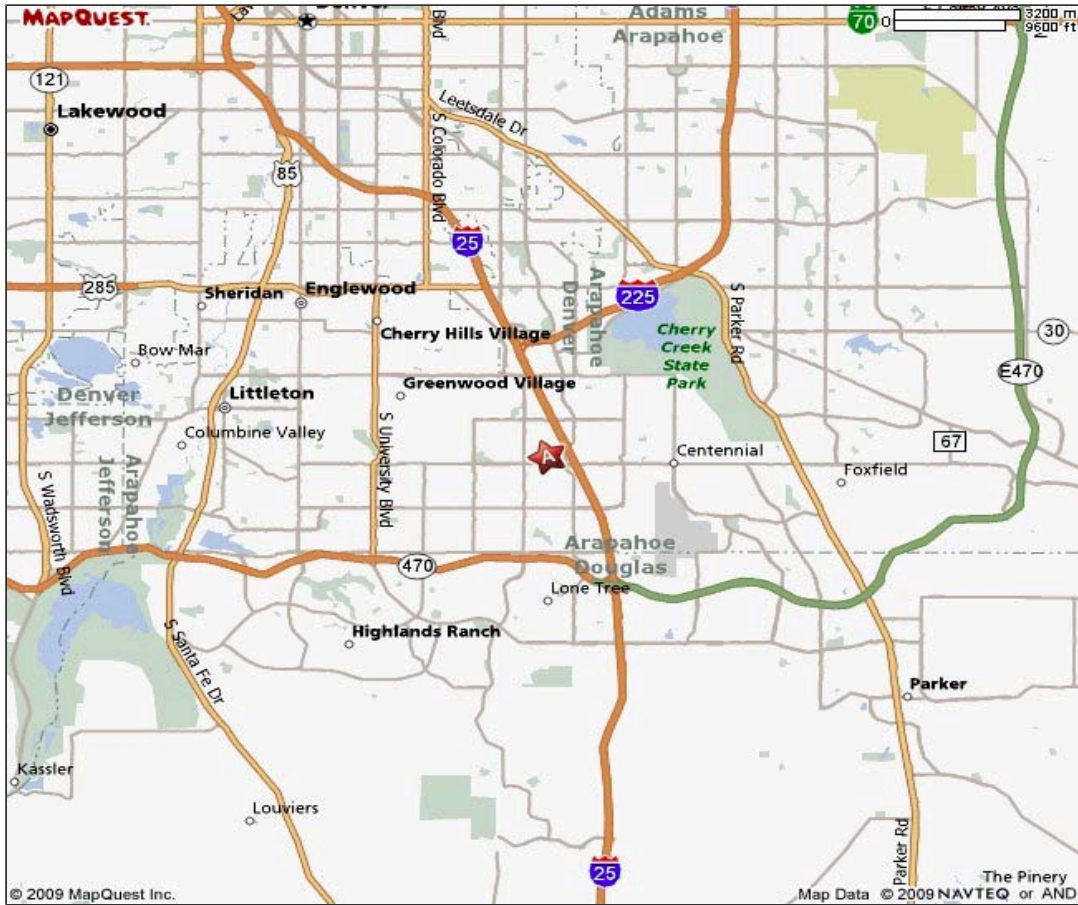 MAPQUEST.
Blvd
Adams
Arapahoe
70
3200 m
9600 ft
121
Lakewood
Leetsdale Dr
S Colorado Blvd
85
25
285
Sheridan
Englewood
225
Arapahoe
Denver
S Parker Rd
Cherry Hills Village
Cherry
Creek
State
Park
30
Bow Mar
E470
Greenwood Village
Denver
Jefferson
Littleton
Columbine Valley
S University Blvd
A
Centennial
67
Foxfield
Arapahoe
Jefferson
S Wadsworth Blvd
Arapahoe
Douglas
470
Lone Tree
Highlands Ranch
S Santa Fe Dr
Parker
Kassler
Louviers
Parker Rd
25
The Pinery
© 2009 MapQuest Inc.
Map Data © 2009 NAVTEQ or AND